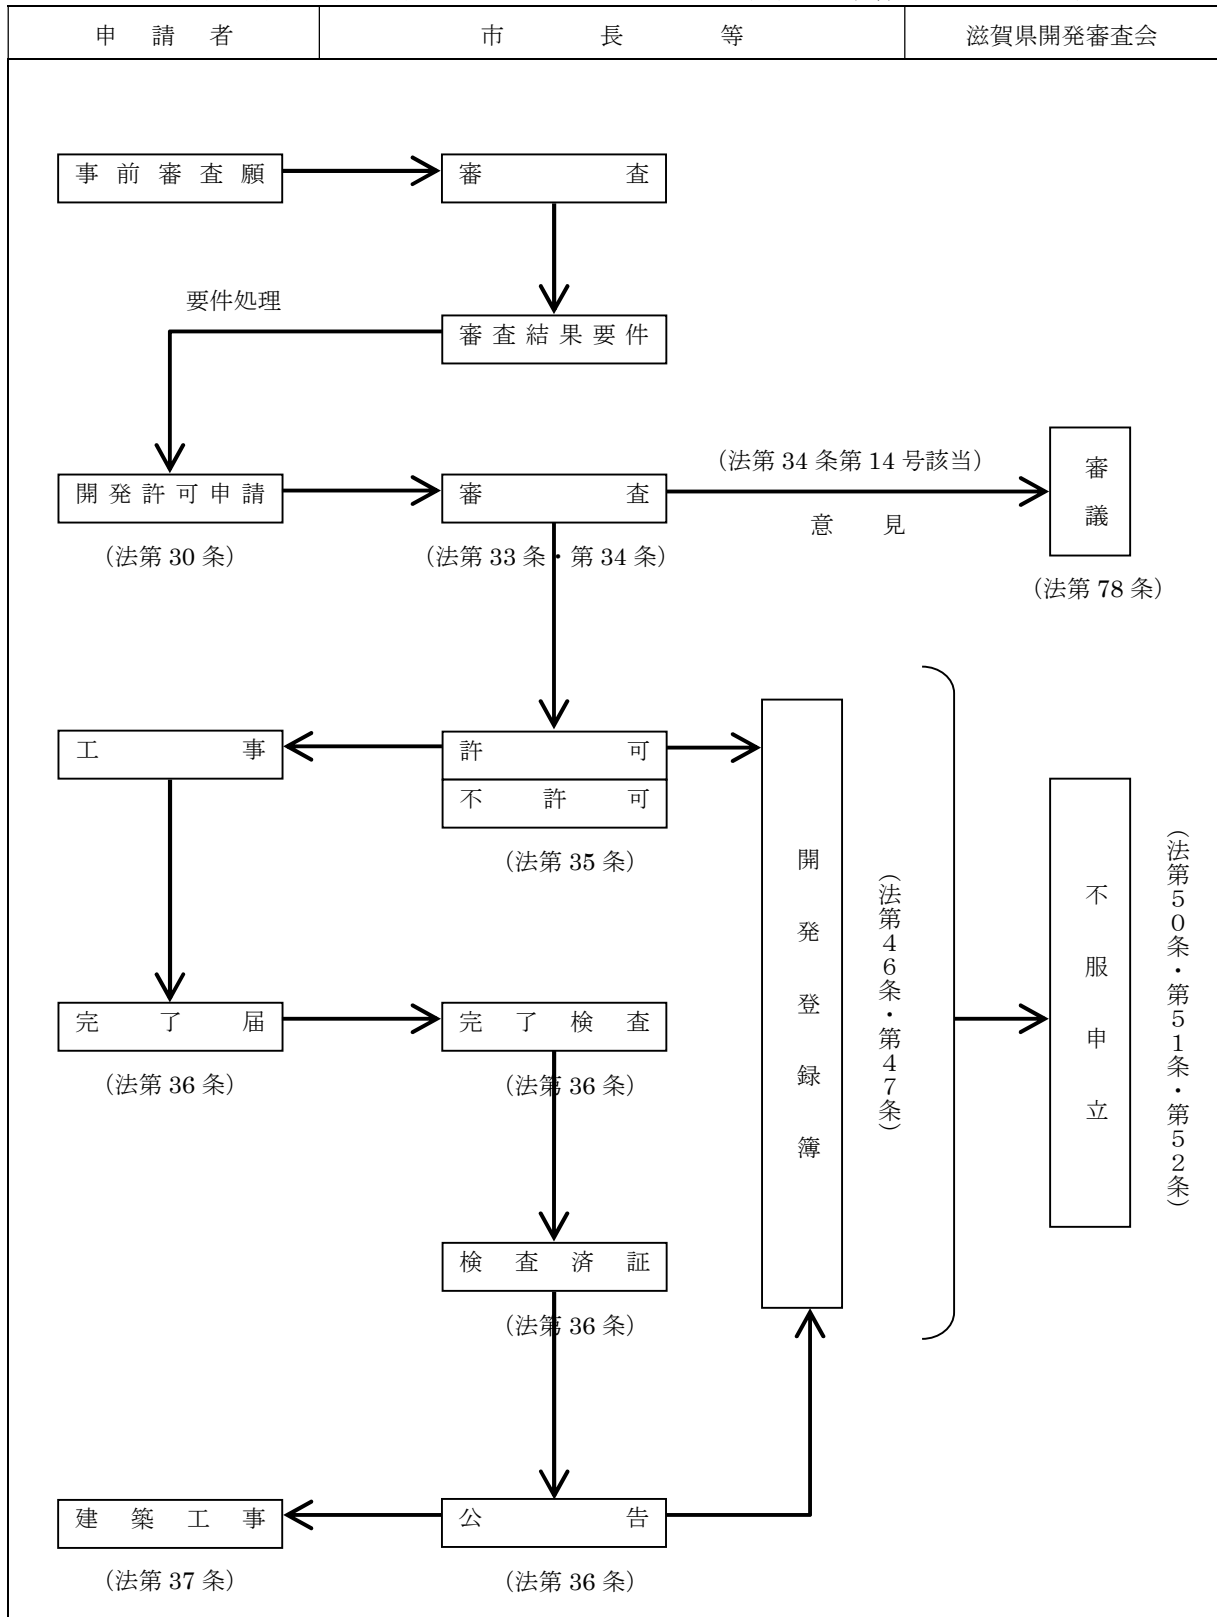 申請者 市長等 滋賀県開発審査会
事前審査願 審査
要件処理
審査結果要件
(法第 34 条第 14 号該当)
審議
開発許可申請 審査
意見
(法第 30 条) (法第 33 条・第 34 条)
(法第 78 条)
工事 許可
不許可
(法第 35 条)
開発登録簿
(法第46条・第47条)
不服申立
(法第50条・第51条・第52条)
完了届 完了検査
(法第 36 条) (法第 36 条)
検査済証
(法第 36 条)
建築工事 公告
(法第 37 条) (法第 36 条)